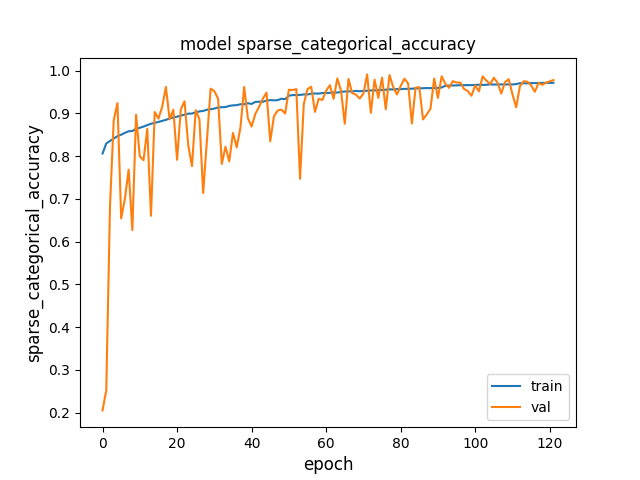 model sparse_categorical_accuracy
sparse_categorical_accuracy
1.0
0.9
0.8
0.7
0.6
0.5
0.4
0.3
0.2
0 20 40 60 80 100 120
epoch
train
val